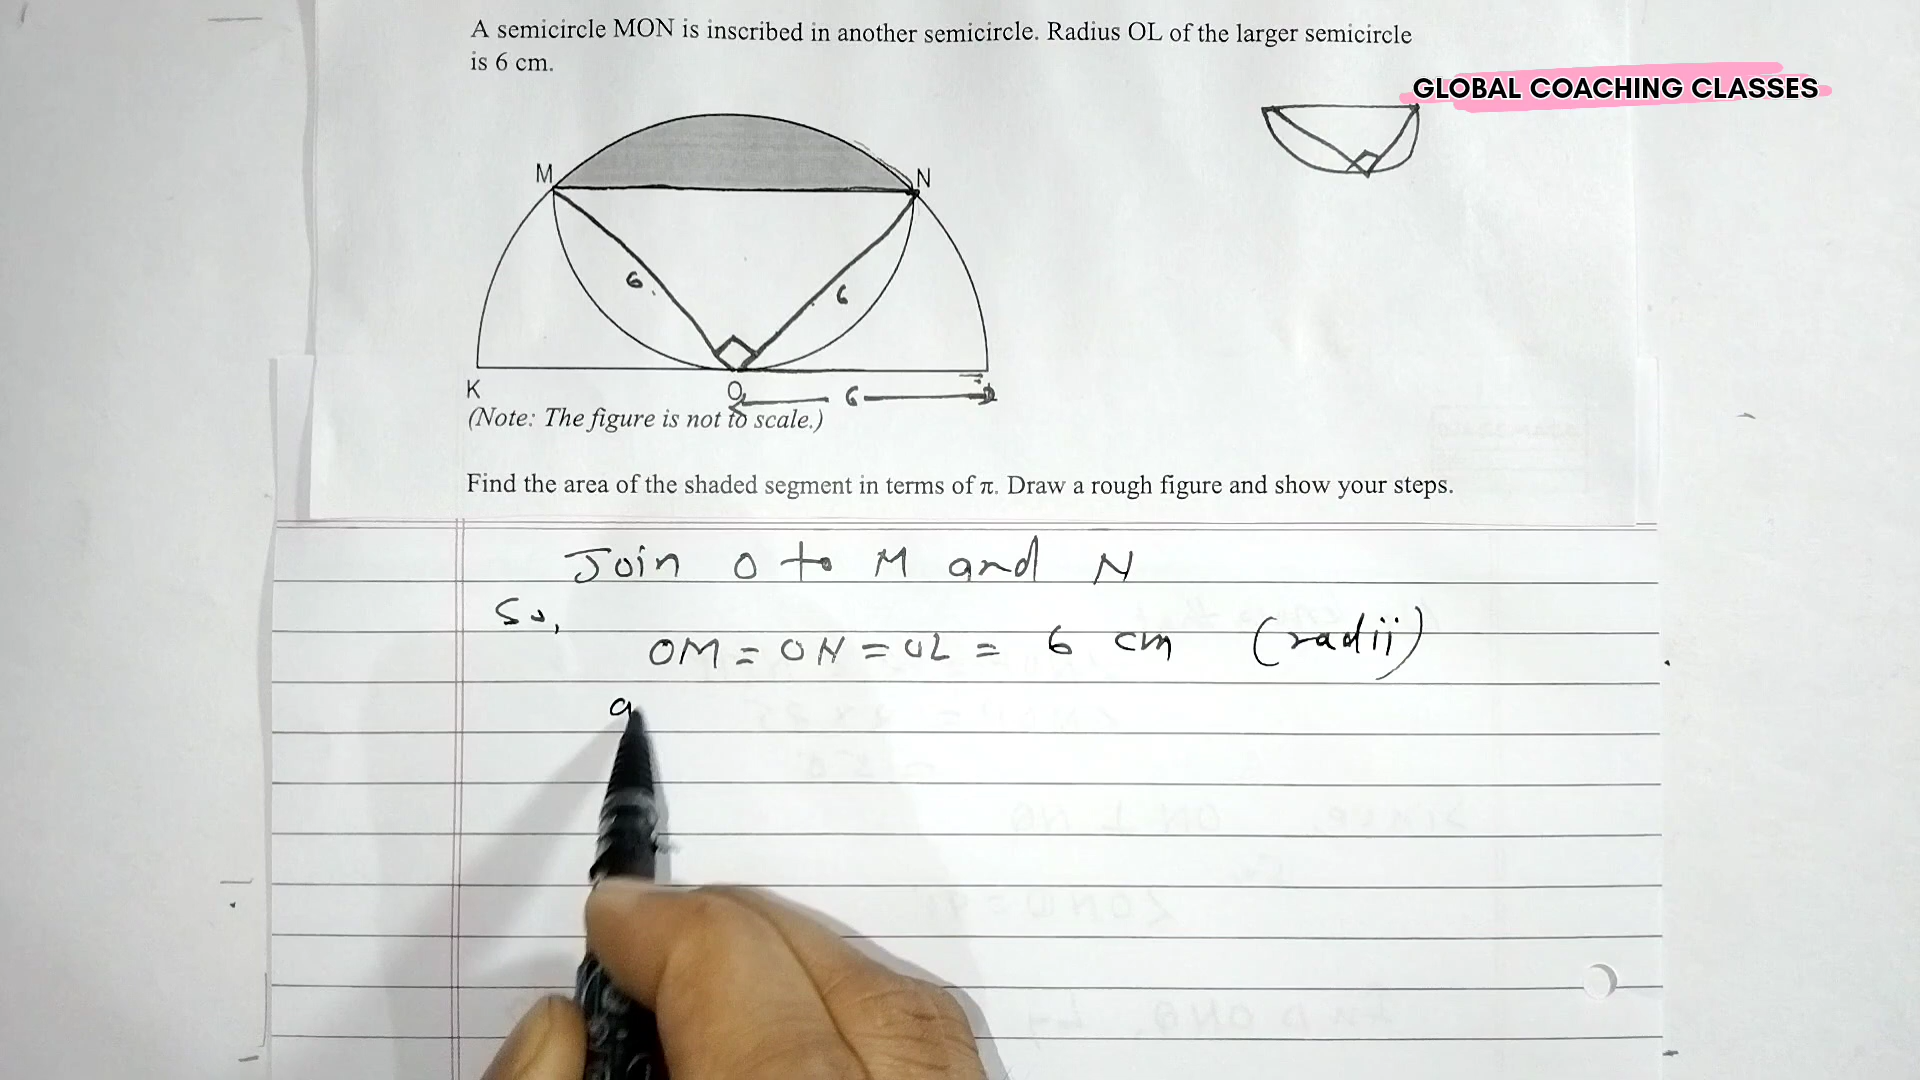 A semicircle MON is inscribed in another semicircle. Radius OL of the larger semicircle
is 6 cm.
GLOBAL COACHING CLASSES
M
N
6
6
K
O
6
(Note: The figure is not to scale.)
Find the area of the shaded segment in terms of π. Draw a rough figure and show your steps.
Join O to M and N
So,
OM = ON = OL = 6 cm (radii)
a